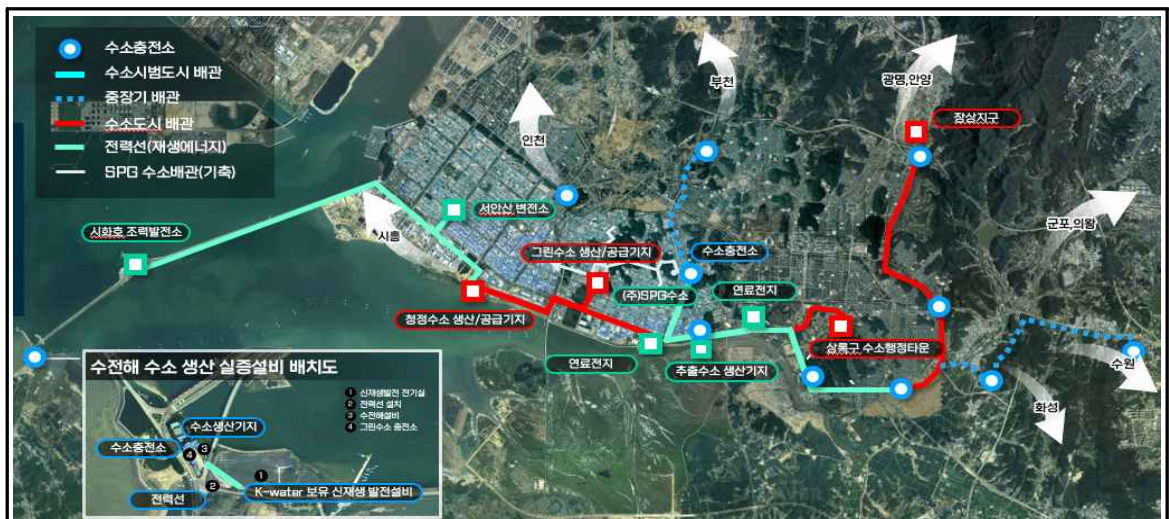 수소충전소
수소시범도시 배관
중장기 배관
수소도시 배관
전력선(재생에너지)
SPG 수소배관(기축)
부천
광명,안양
장상지구
인천
서안산 변전소
시화호 조력발전소
시흥
그린수소 생산/공급기지
수소충전소
군포,의왕
(주)SPG수소
연료전지
청정수소 생산/공급기지
연료전지
추출수소 생산기지
상록구 수소행정타운
수원
화성
수전해 수소 생산 실증설비 배치도
1 신재생발전 전기실
2 전력선 설치
3 수전해설비
4 그린수소 충전소
수소생산기지
수소충전소
3
4
1
2
전력선
K-water 보유 신재생 발전설비